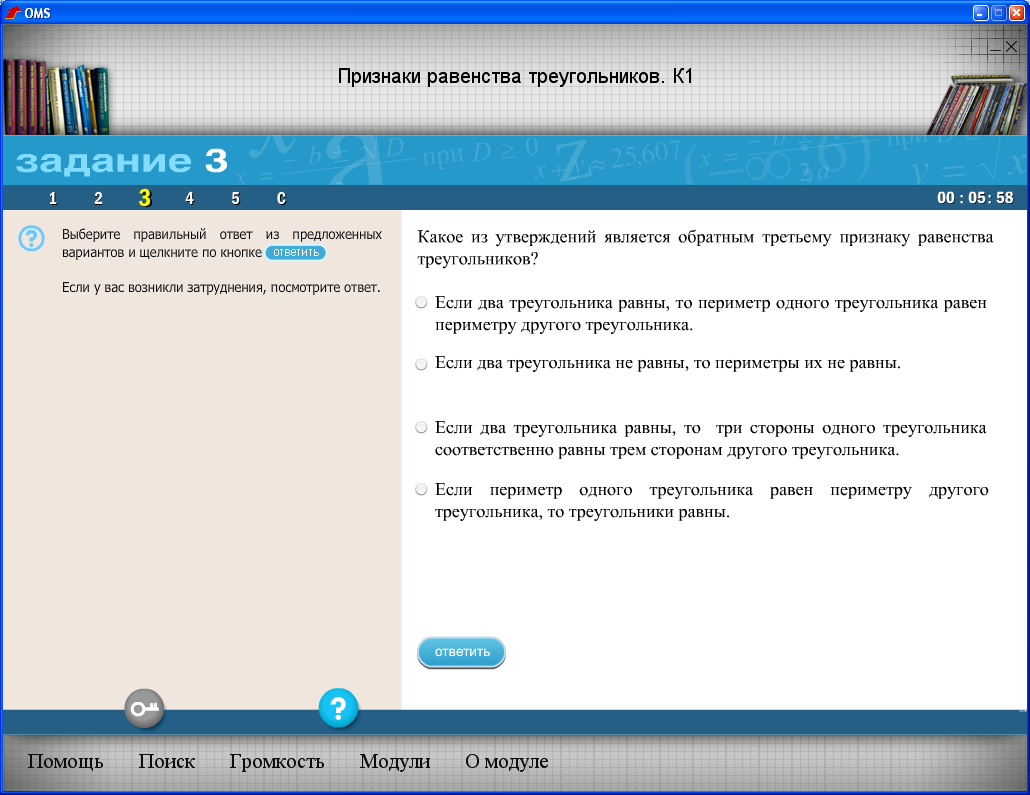 OMS
Признаки равенства треугольников. К1
задание 3
при D ≥ 0
1 2 3 4 5 С
00 : 05: 58
Выберите правильный ответ из предложенных
вариантов и щелкните по кнопке ответить
Если у вас возникли затруднения, посмотрите ответ.
Какое из утверждений является обратным третьему признаку равенства
треугольников?
Если два треугольника равны, то периметр одного треугольника равен
периметру другого треугольника.
Если два треугольника не равны, то периметры их не равны.
Если два треугольника равны, то три стороны одного треугольника
соответственно равны трем сторонам другого треугольника.
Если периметр одного треугольника равен периметру другого
треугольника, то треугольники равны.
ответить
?
Помощь Поиск Громкость Модули О модуле